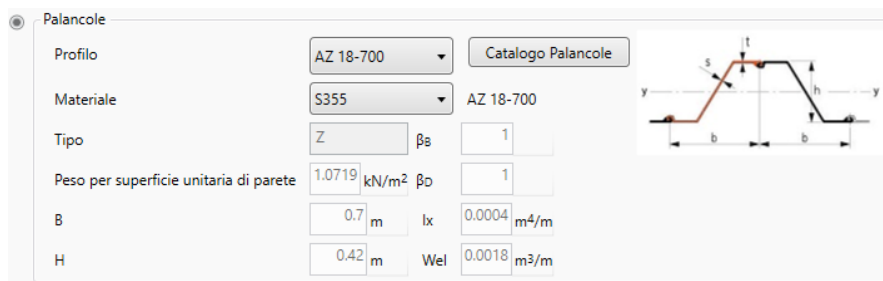 Palancole
Profilo AZ 18-700 Catalogo Palancole
Materiale S355 AZ 18-700
Tipo Z βB 1
Peso per superficie unitaria di parete 1.0719 kN/m² βD 1
B 0.7 m Ix 0.0004 m4/m
H 0.42 m Wel 0.0018 m3/m
t
s
y h y
b b